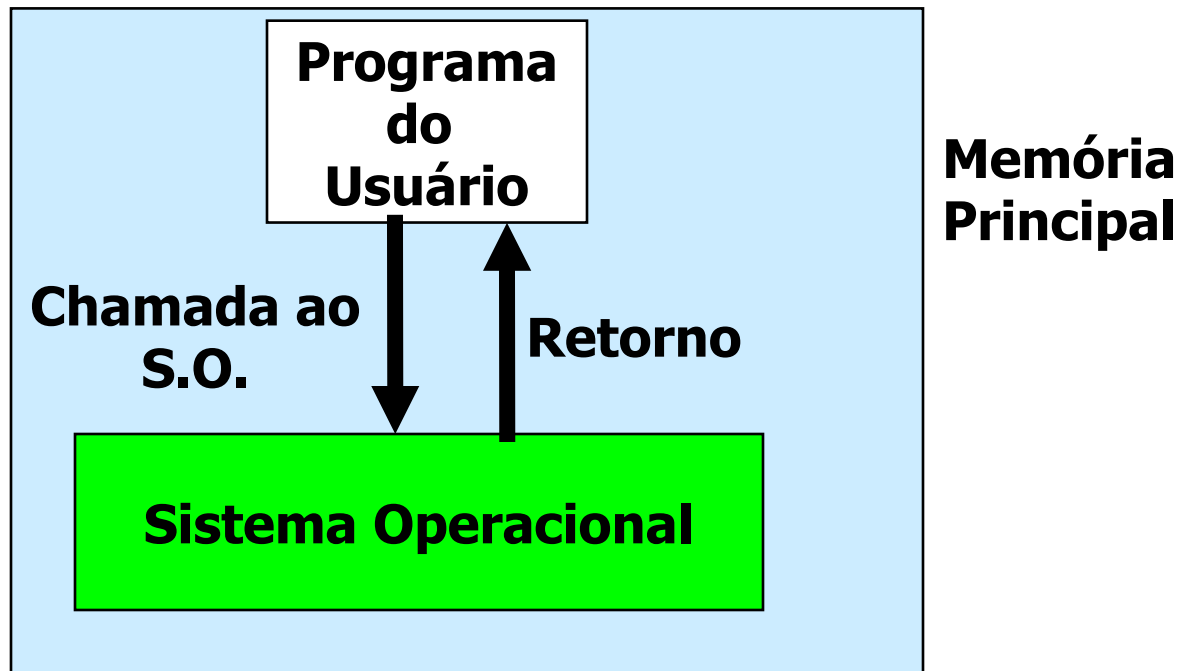 Programa
do
Usuário
Memória
Principal
Chamada ao
S.O.
Retorno
Sistema Operacional